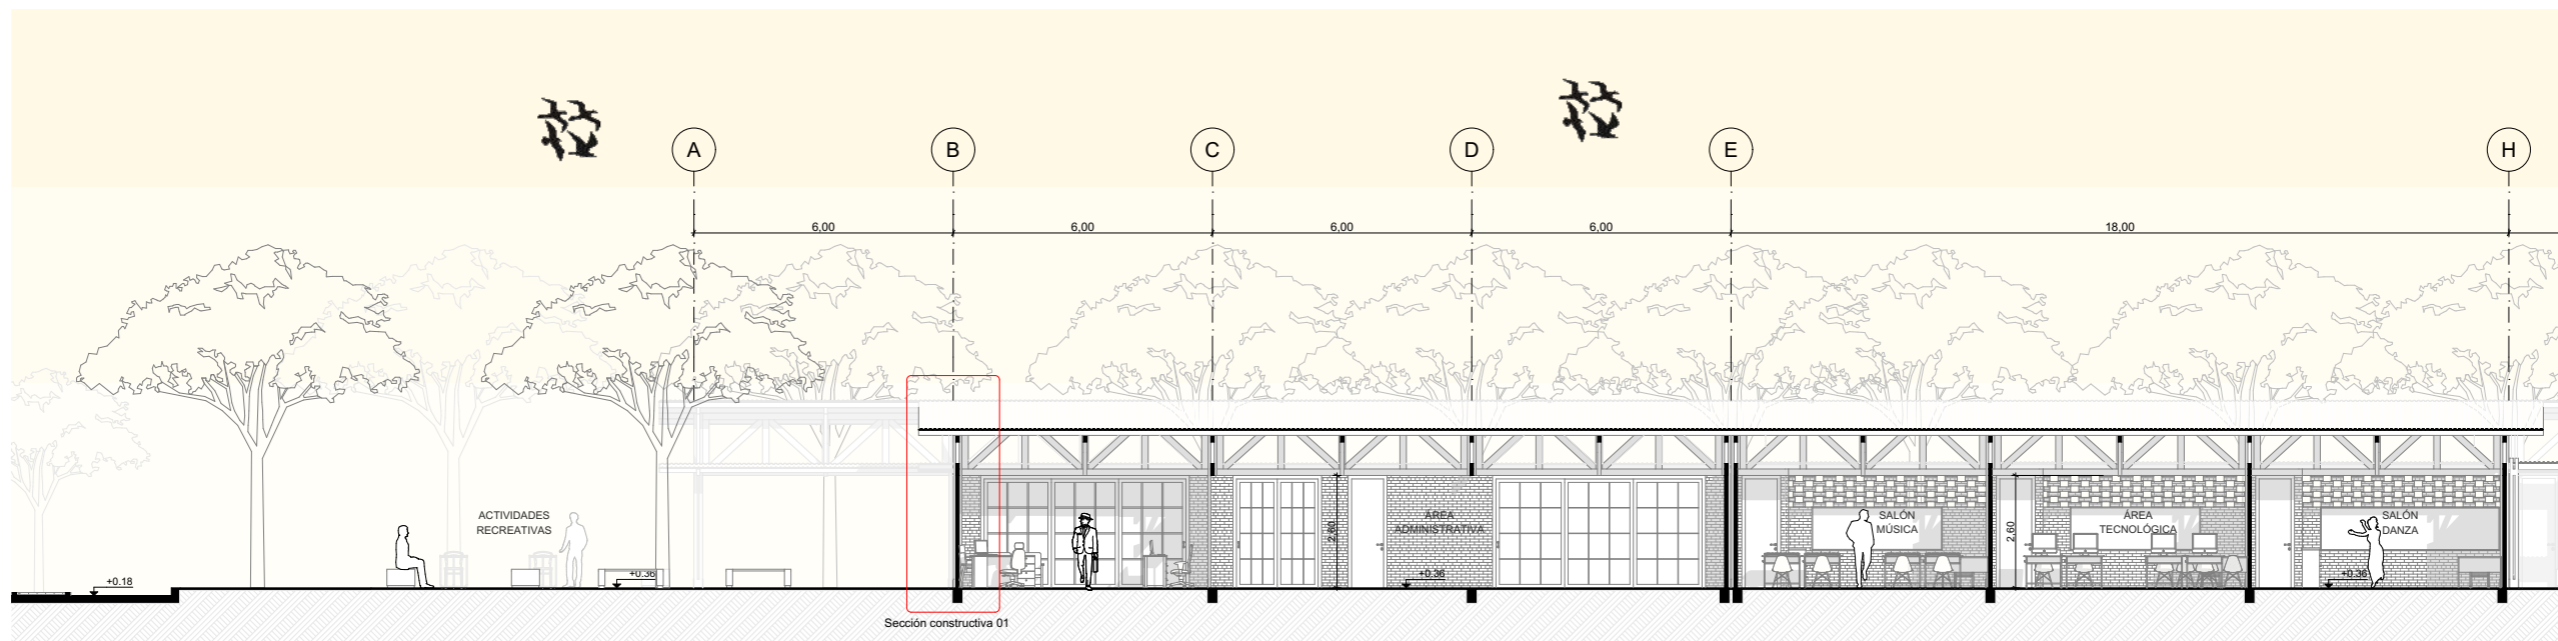 A
B
C
D
E
H
6,00
6,00
6,00
6,00
18,00
ACTIVIDADES
RECREATIVAS
ÁREA
ADMINISTRATIVA
SALÓN
MÚSICA
ÁREA
TECNOLÓGICA
SALÓN
DANZA
2,60
2,60
+0.18
+0.36
+0.36
+0.36
Sección constructiva 01